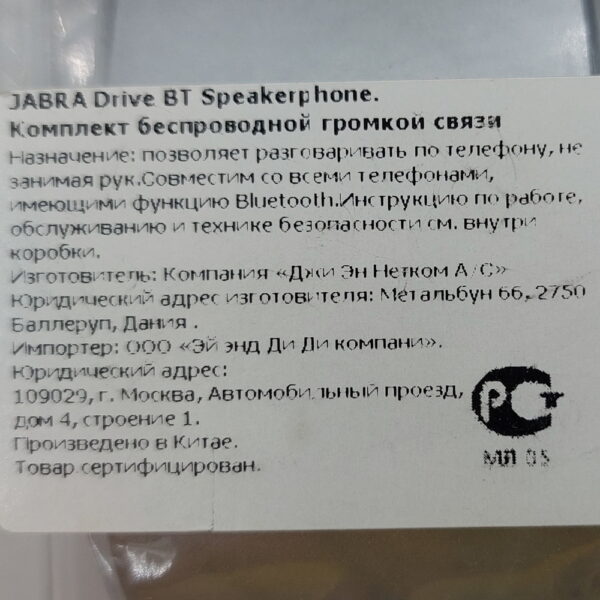 JABRA Drive BT Speakerphone.
Комплект беспроводной громкой связи
Назначение: позволяет разговаривать по телефону, не
занимая рук.Совместим со всеми телефонами,
имеющими функцию Bluetooth.Инструкцию по работе,
обслуживанию и технике безопасности см. внутри
коробки.
Изготовитель: Компания «Джи Эн Нетком А/С»
Юридический адрес изготовителя: Метальбун 66, 2750
Баллеруп, Дания .
Импортер: ООО «Эй энд Ди Ди компани».
Юридический адрес:
109029, г. Москва, Автомобильный проезд,
дом 4, строение 1.
Произведено в Китае.
Товар сертифицирован.
РСТ
МЛ 05